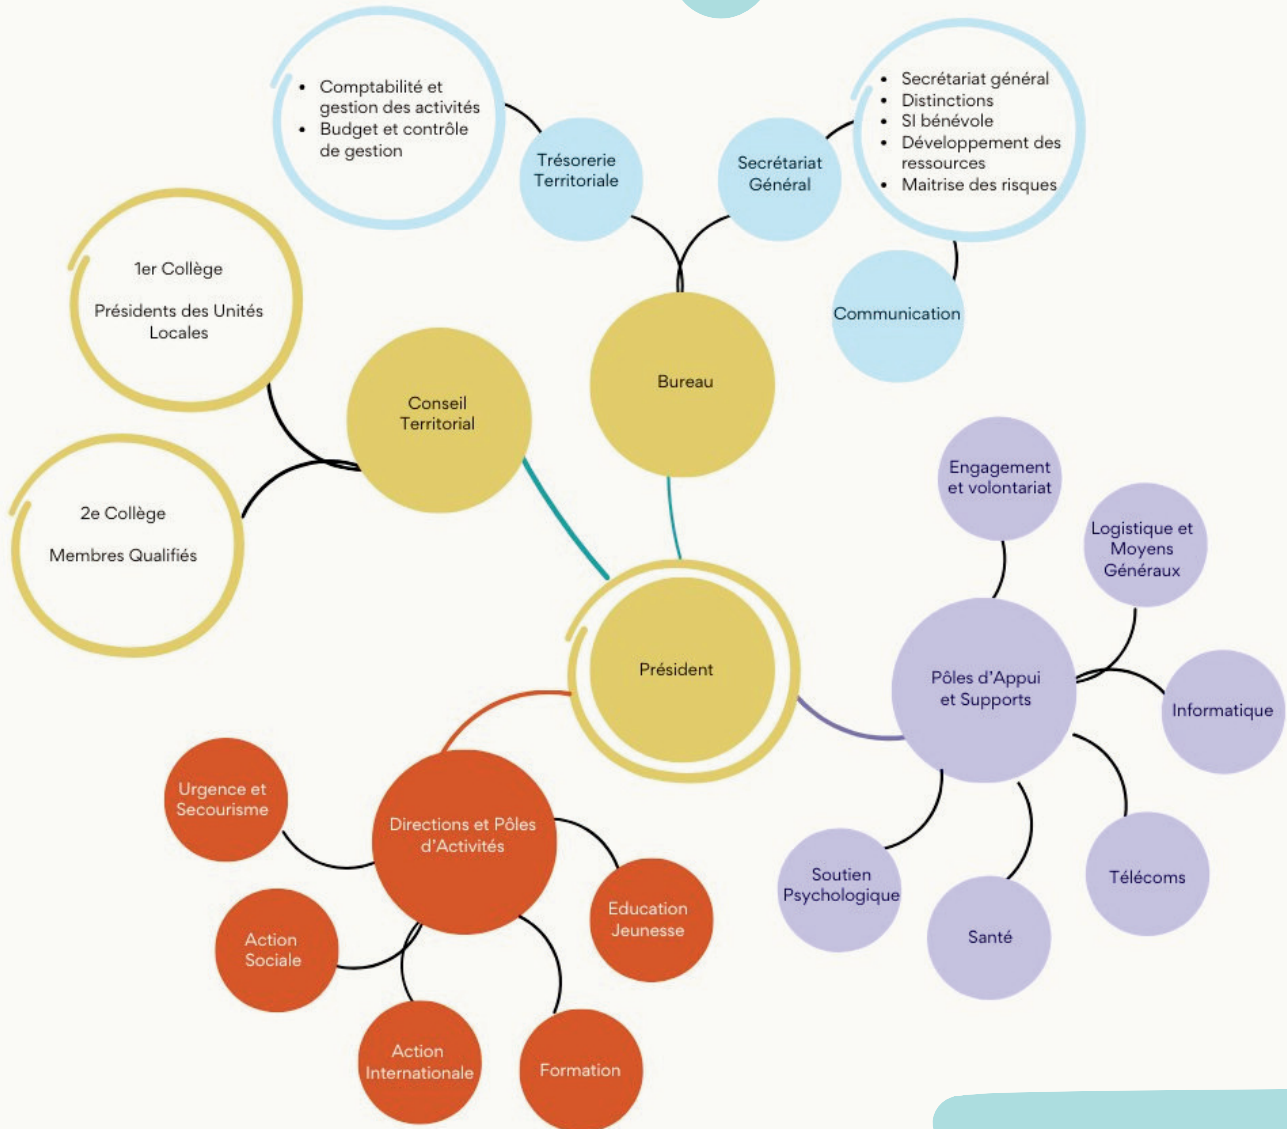 • Comptabilité et
gestion des activités
• Budget et contrôle
de gestion
Trésorerie
Territoriale
Secrétariat
Général
• Secrétariat général
• Distinctions
• SI bénévole
• Développement des
ressources
• Maitrise des risques
Communication
1er Collège
Présidents des Unités
Locales
2e Collège
Membres Qualifiés
Conseil
Territorial
Bureau
Président
Engagement
et volontariat
Logistique et
Moyens
Généraux
Pôles d'Appui
et Supports
Informatique
Télécoms
Santé
Soutien
Psychologique
Directions et Pôles
d'Activités
Urgence et
Secourisme
Action
Sociale
Action
Internationale
Formation
Education
Jeunesse